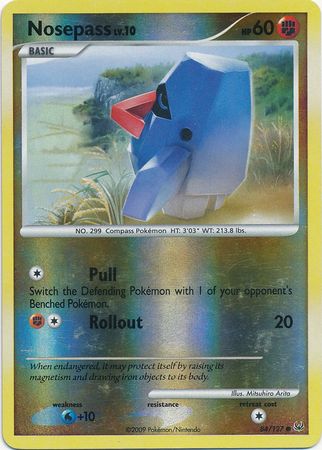 Nosepass LV.10 HP 60
BASIC
NO. 299 Compass Pokémon HT: 3'03" WT: 213.8 lbs.
Pull
Switch the Defending Pokémon with 1 of your opponent's
Benched Pokémon.
Rollout 20
When endangered, it may protect itself by raising its
magnetism and drawing iron objects to its body.
Illus. Mitsuhiro Arita
weakness resistance retreat cost
+10
©2009 Pokémon/Nintendo 84/127